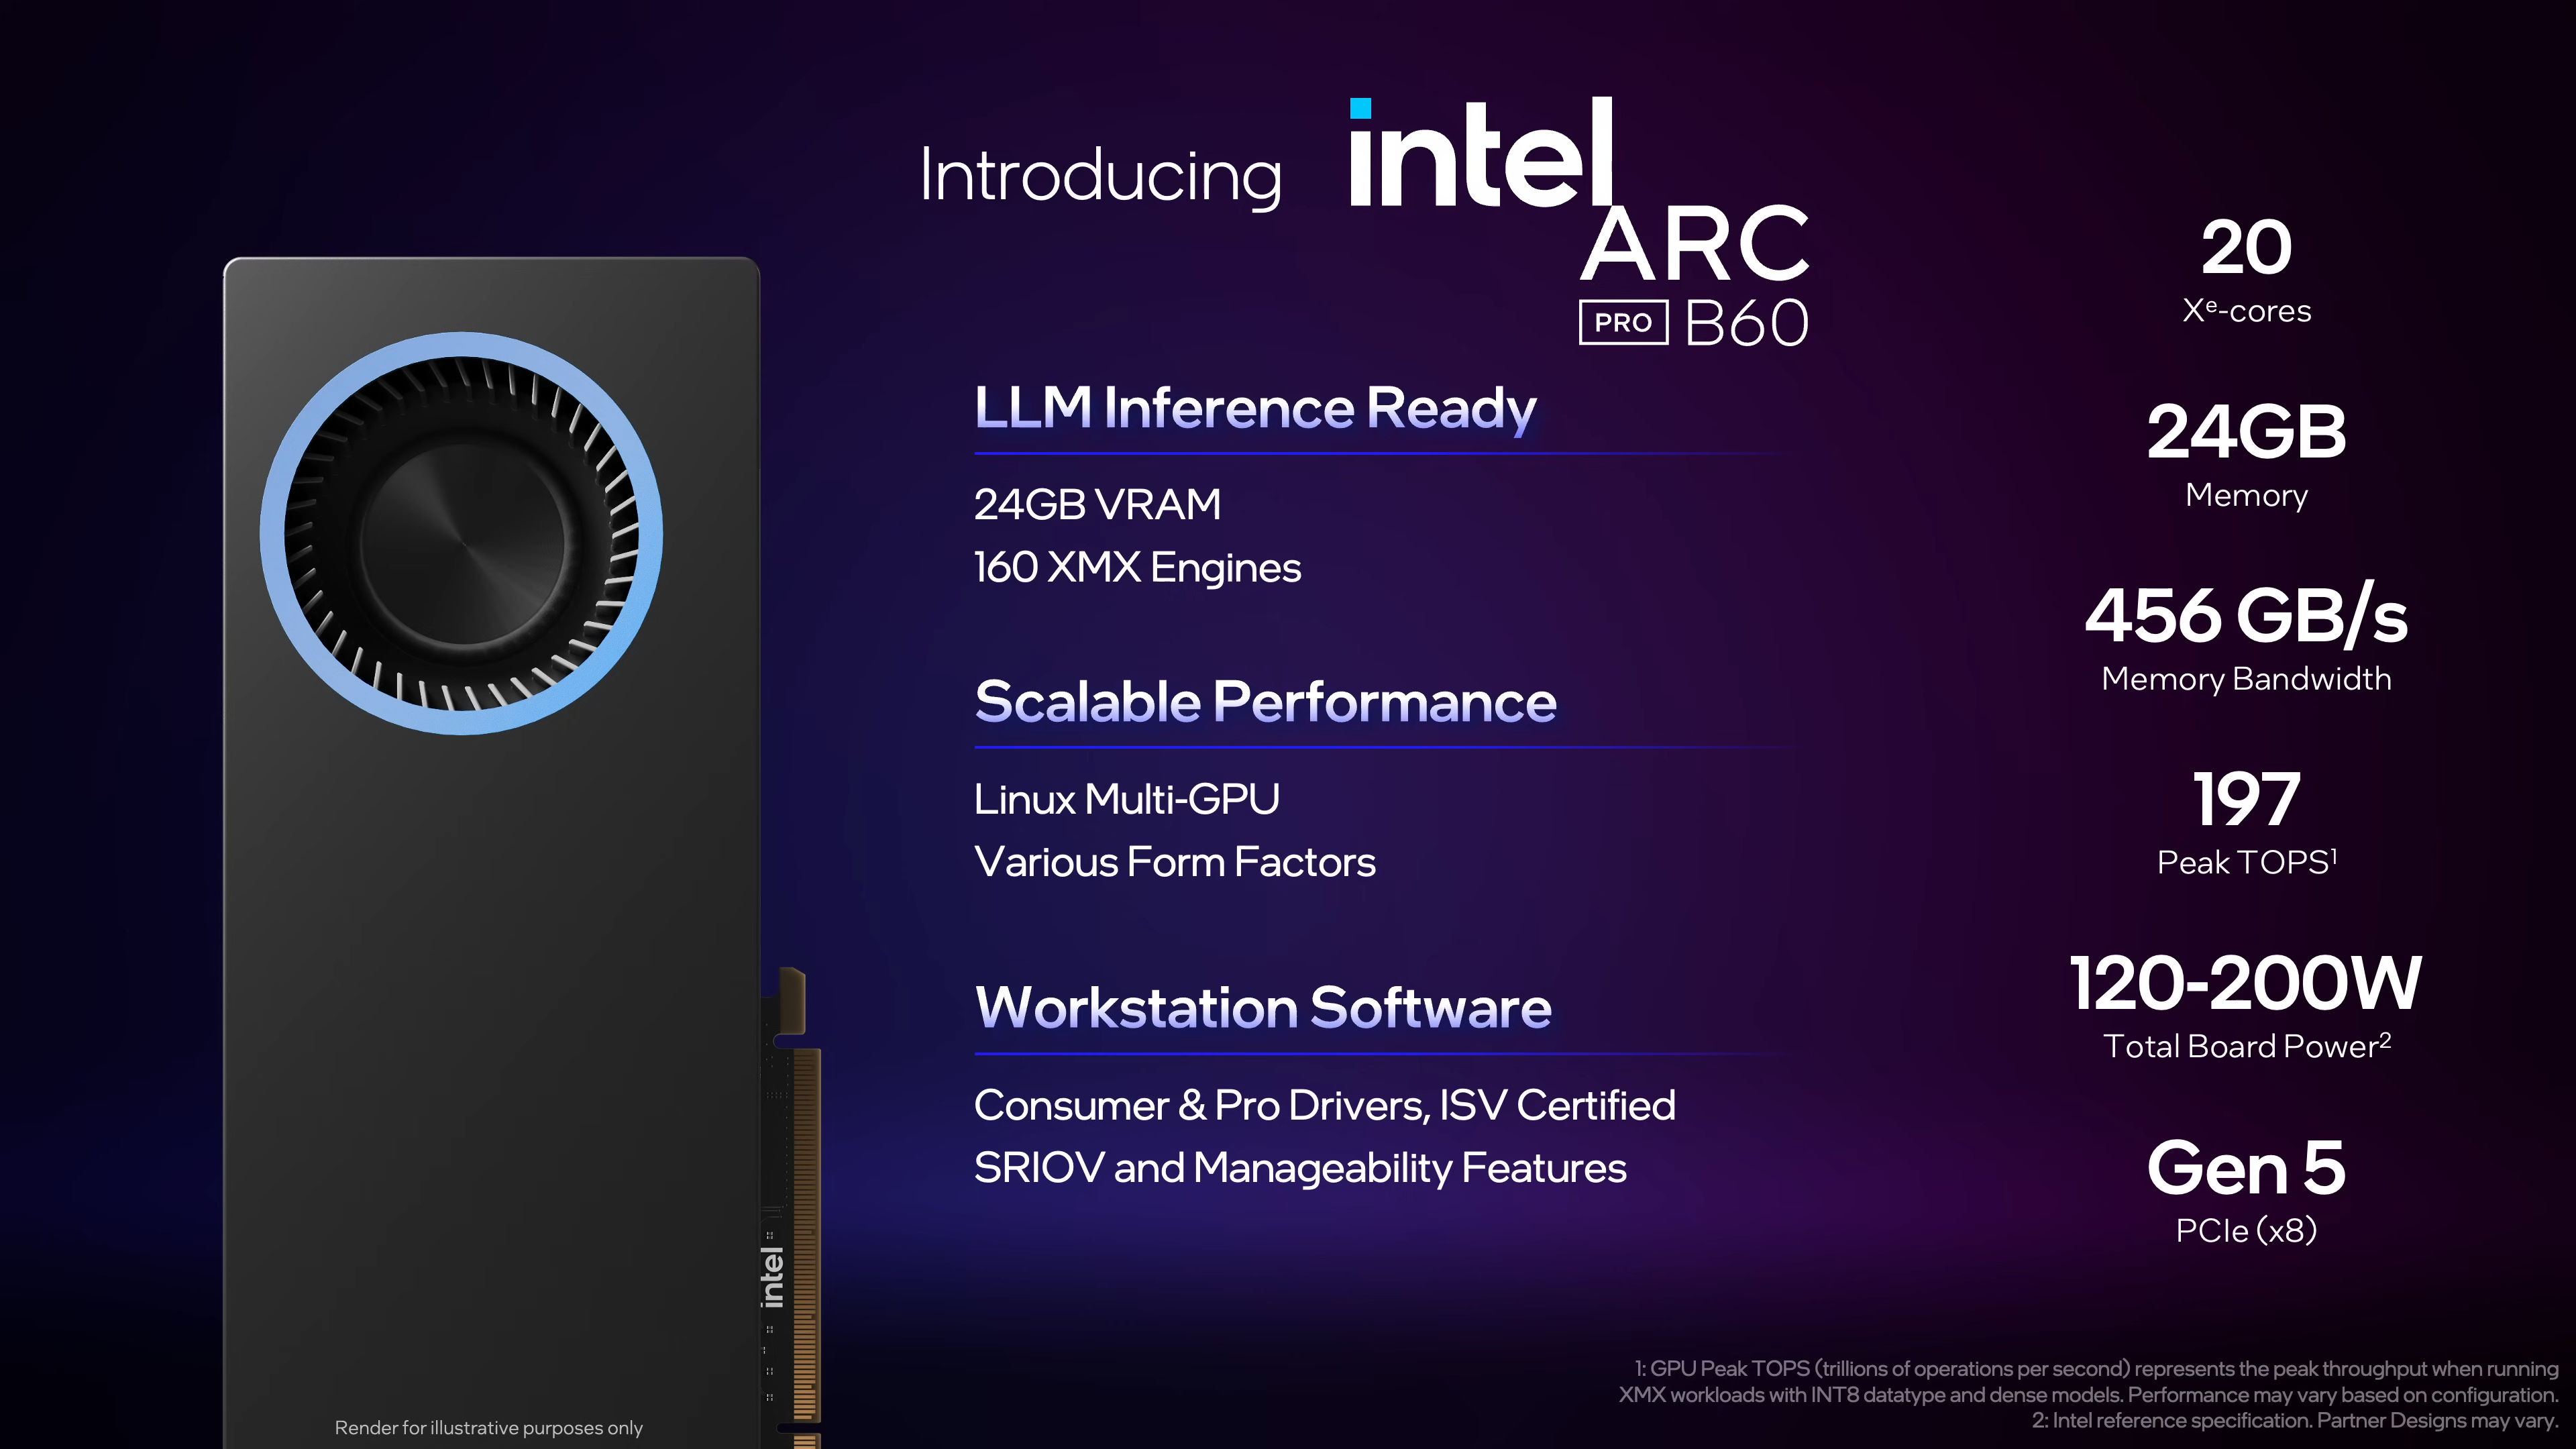 Introducing intel
ARC
PRO B60
LLM Inference Ready
24GB VRAM
160 XMX Engines
Scalable Performance
Linux Multi-GPU
Various Form Factors
Workstation Software
Consumer & Pro Drivers, ISV Certified
SRIOV and Manageability Features
20
Xᵉ-cores
24GB
Memory
456 GB/s
Memory Bandwidth
197
Peak TOPS¹
120-200W
Total Board Power²
Gen 5
PCIe (x8)
intel
Render for illustrative purposes only
1: GPU Peak TOPS (trillions of operations per second) represents the peak throughput when running
XMX workloads with INT8 datatype and dense models. Performance may vary based on configuration.
2: Intel reference specification. Partner Designs may vary.